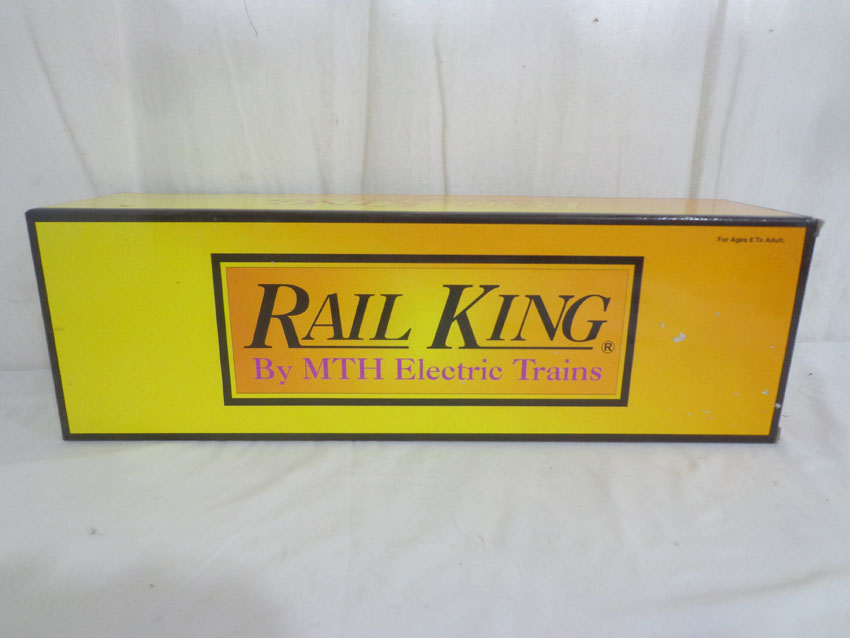 For Ages 8 To Adult.
RAIL KING ®
By MTH Electric Trains